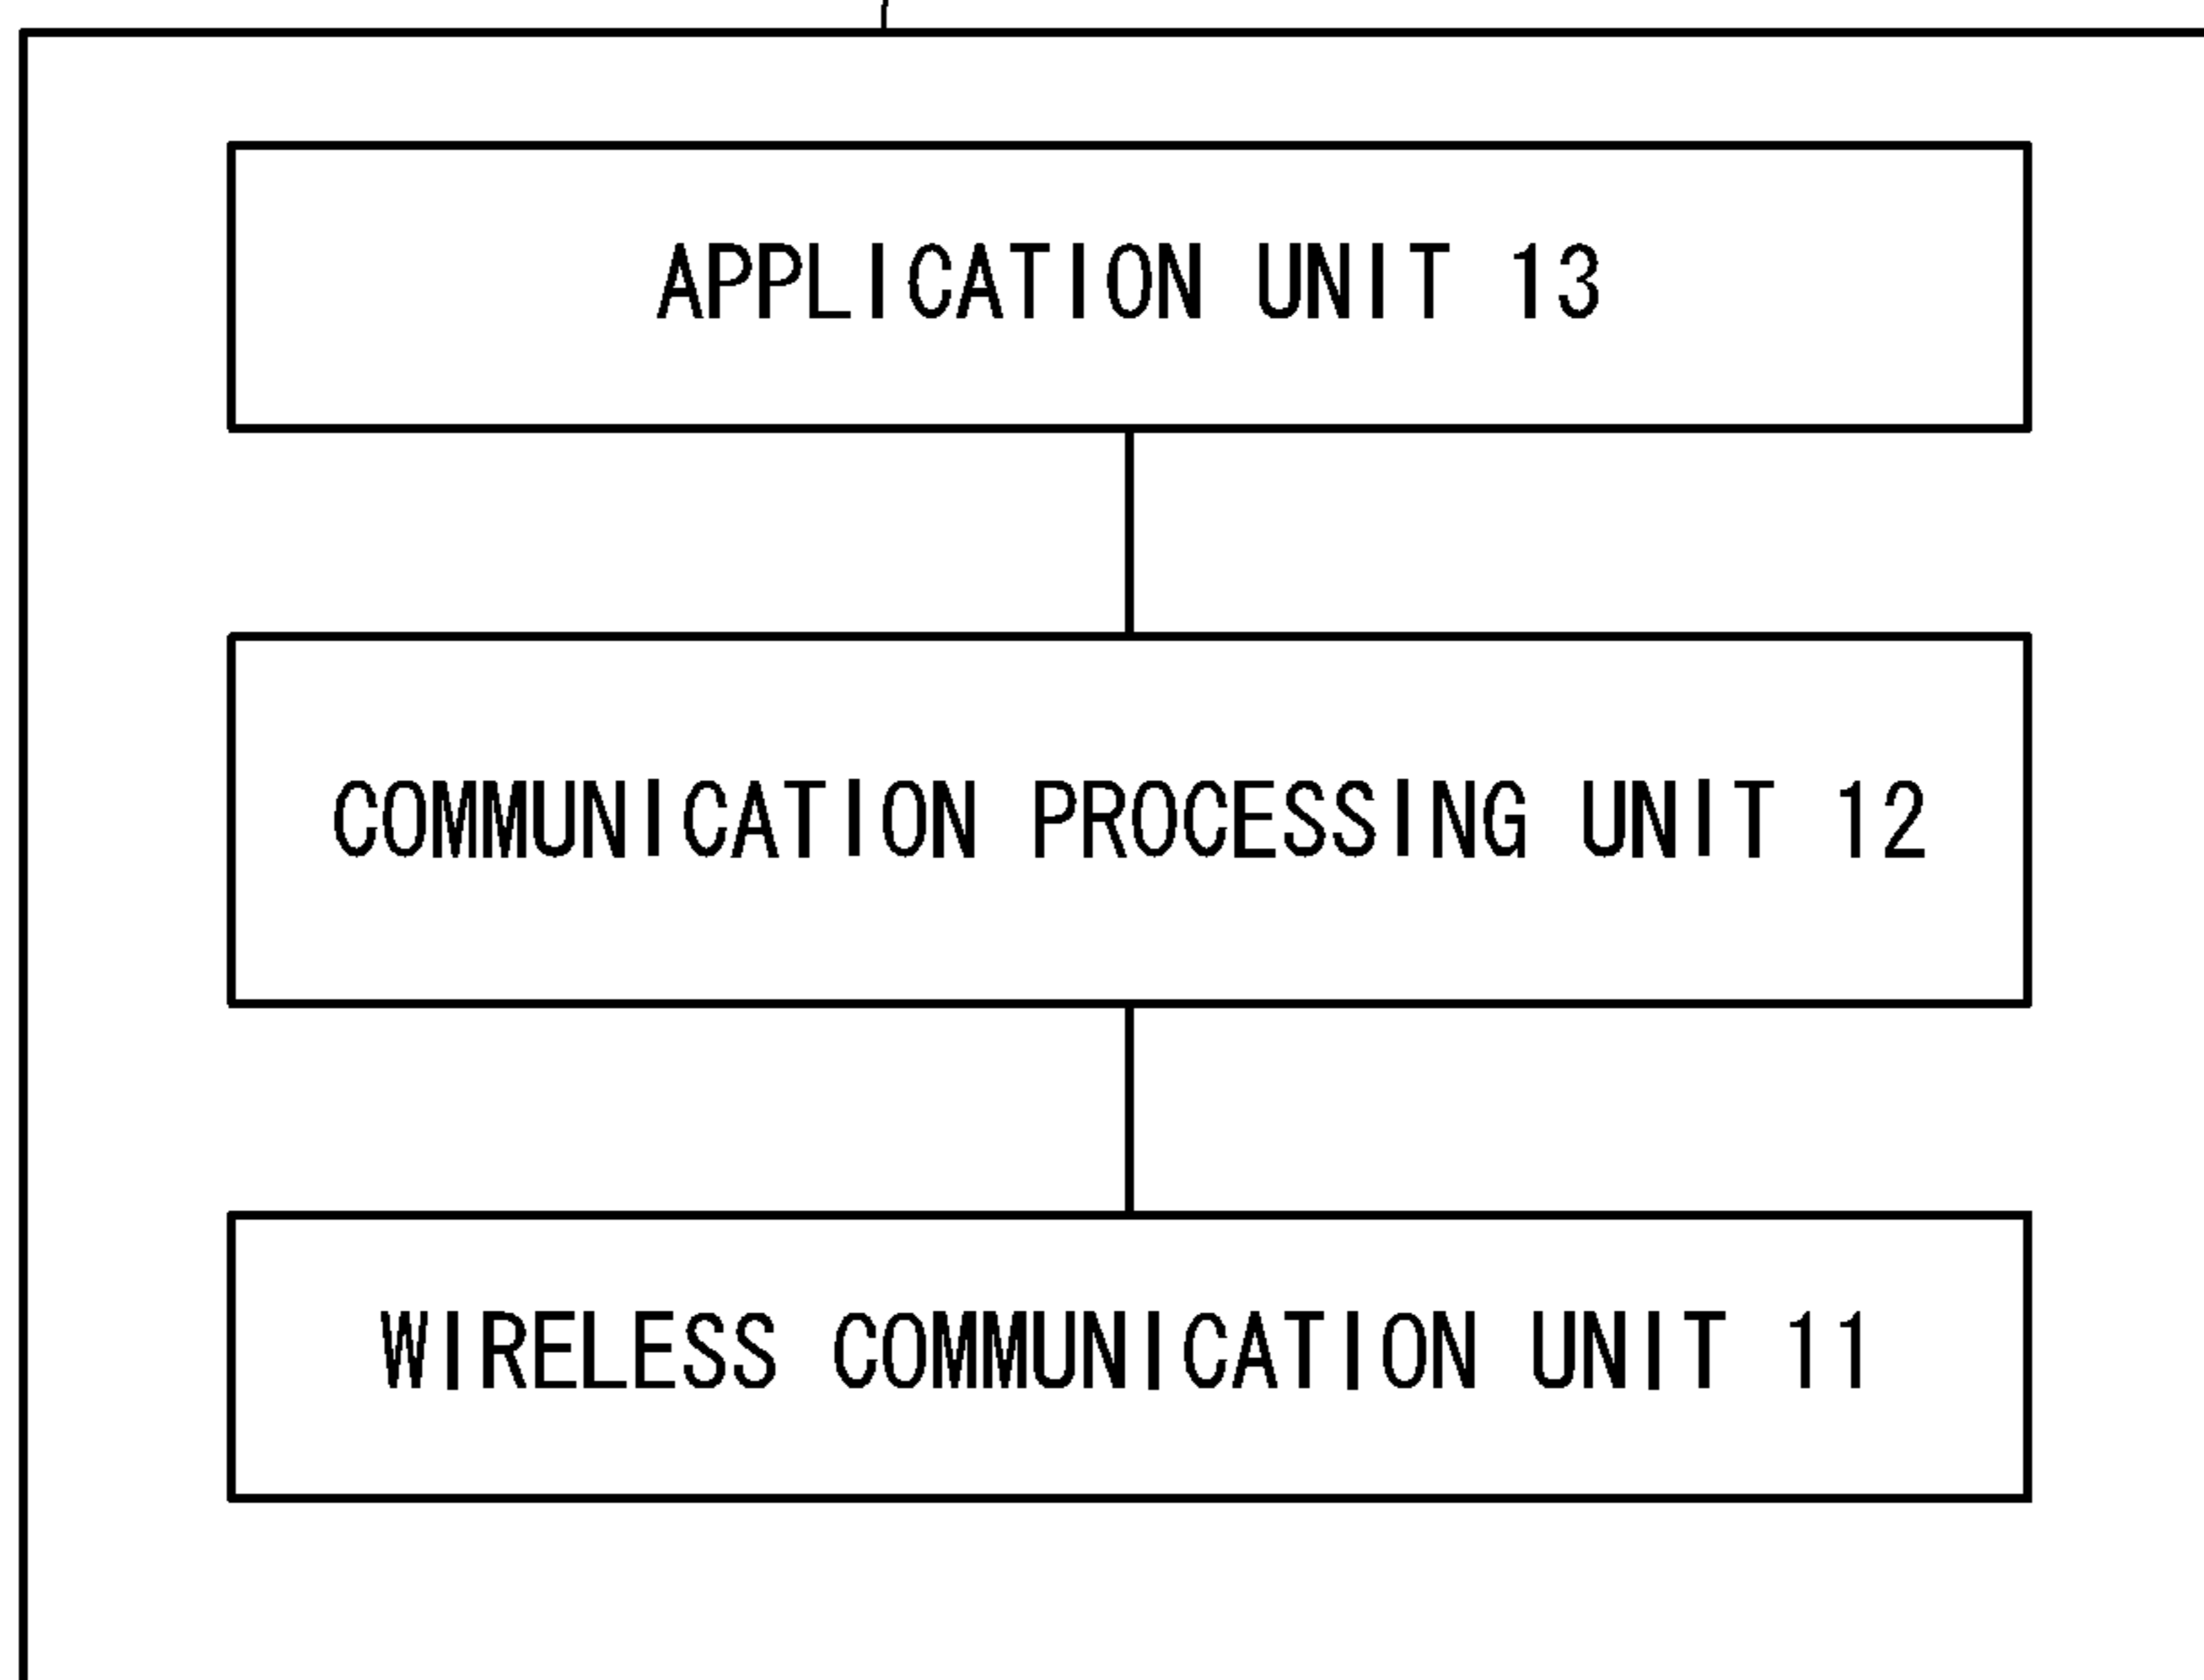 APPLICATION UNIT 13
COMMUNICATION PROCESSING UNIT 12
WIRELESS COMMUNICATION UNIT 11